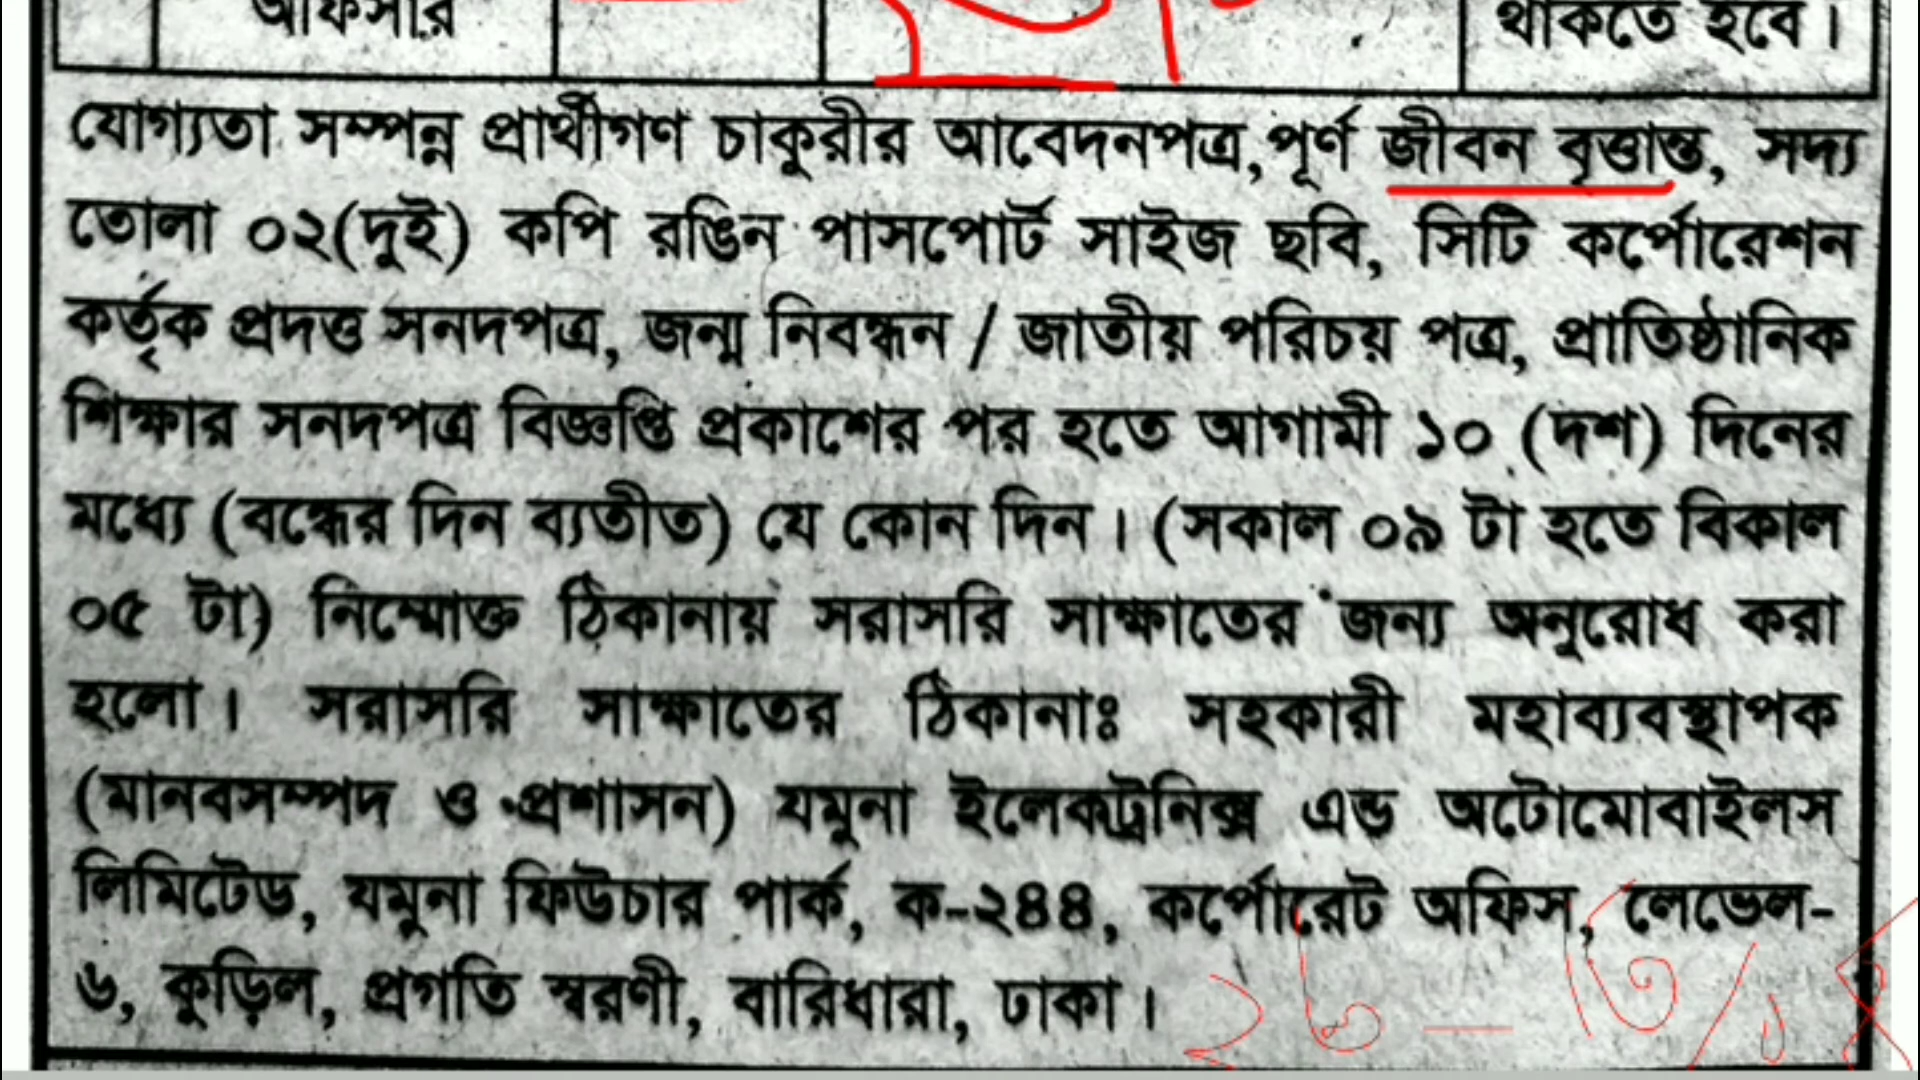 অফিসার থাকতে হবে।
যোগ্যতা সম্পন্ন প্রার্থীগণ চাকুরীর আবেদনপত্র,পূর্ণ জীবন বৃত্তান্ত, সদ্য
তোলা ০২(দুই) কপি রঙিন পাসপোর্ট সাইজ ছবি, সিটি কর্পোরেশন
কর্তৃক প্রদত্ত সনদপত্র, জন্ম নিবন্ধন / জাতীয় পরিচয় পত্র, প্রাতিষ্ঠানিক
শিক্ষার সনদপত্র বিজ্ঞপ্তি প্রকাশের পর হতে আগামী ১০ (দশ) দিনের
মধ্যে (বন্ধের দিন ব্যতীত) যে কোন দিন। (সকাল ০৯ টা হতে বিকাল
০৫ টা) নিম্মোক্ত ঠিকানায় সরাসরি সাক্ষাতের জন্য অনুরোধ করা
হলো। সরাসরি সাক্ষাতের ঠিকানাঃ সহকারী মহাব্যবস্থাপক
(মানবসম্পদ ও প্রশাসন) যমুনা ইলেকট্রনিক্স এন্ড অটোমোবাইলস
লিমিটেড, যমুনা ফিউচার পার্ক, ক-২৪৪, কর্পোরেট অফিস, লেভেল-
৬, কুড়িল, প্রগতি স্বরণী, বারিধারা, ঢাকা।